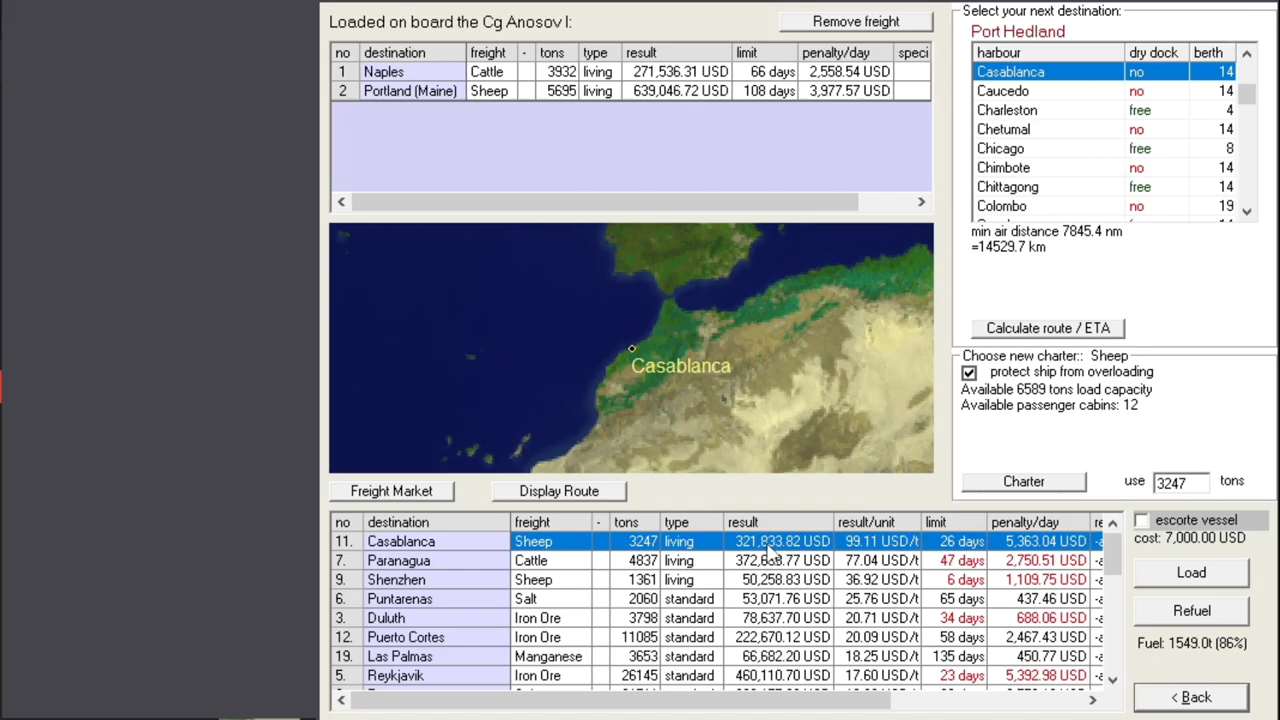 Loaded on board the Cg Anosov I:
Remove freight
no destination freight - tons type result limit penalty/day speci
1 Naples Cattle 3932 living 271,536.31 USD 66 days 2,558.54 USD
2 Portland (Maine) Sheep 5695 living 639,046.72 USD 108 days 3,977.57 USD
Casablanca
Freight Market
Display Route
no destination freight - tons type result result/unit limit penalty/day re
11. Casablanca Sheep 3247 living 321,833.82 USD 99.11 USD/t 26 days 5,363.04 USD -a
7. Paranagua Cattle 4837 living USD 77.04 USD/t 47 days 2,750.51 USD -a
9. Shenzhen Sheep 1361 living 50,258.83 USD 36.92 USD/t 6 days 1,109.75 USD -a
6. Puntarenas Salt 2060 standard 53,071.76 USD 25.76 USD/t 65 days 437.46 USD -a
3. Duluth Iron Ore 3798 standard 78,637.70 USD 20.71 USD/t 34 days 688.06 USD -a
12. Puerto Cortes Iron Ore 11085 standard 222,670.12 USD 20.09 USD/t 58 days 2,467.43 USD -a
19. Las Palmas Manganese 3653 standard 66,682.20 USD 18.25 USD/t 135 days 450.77 USD -a
5. Reykjavik Iron Ore 26145 standard 460,110.70 USD 17.60 USD/t 23 days 5,392.98 USD -a
Select your next destination:
Port Hedland
harbour dry dock berth
Casablanca no 14
Caucedo no 14
Charleston free 4
Chetumal no 14
Chicago free 8
Chimbote no 14
Chittagong free 14
Colombo no 19
min air distance 7845.4 nm
=14529.7 km
Calculate route / ETA
Choose new charter:: Sheep
protect ship from overloading
Available 6589 tons load capacity
Available passenger cabins: 12
Charter use 3247 tons
escorte vessel
cost: 7,000.00 USD
Load
Refuel
Fuel: 1549.0t (86%)
< Back